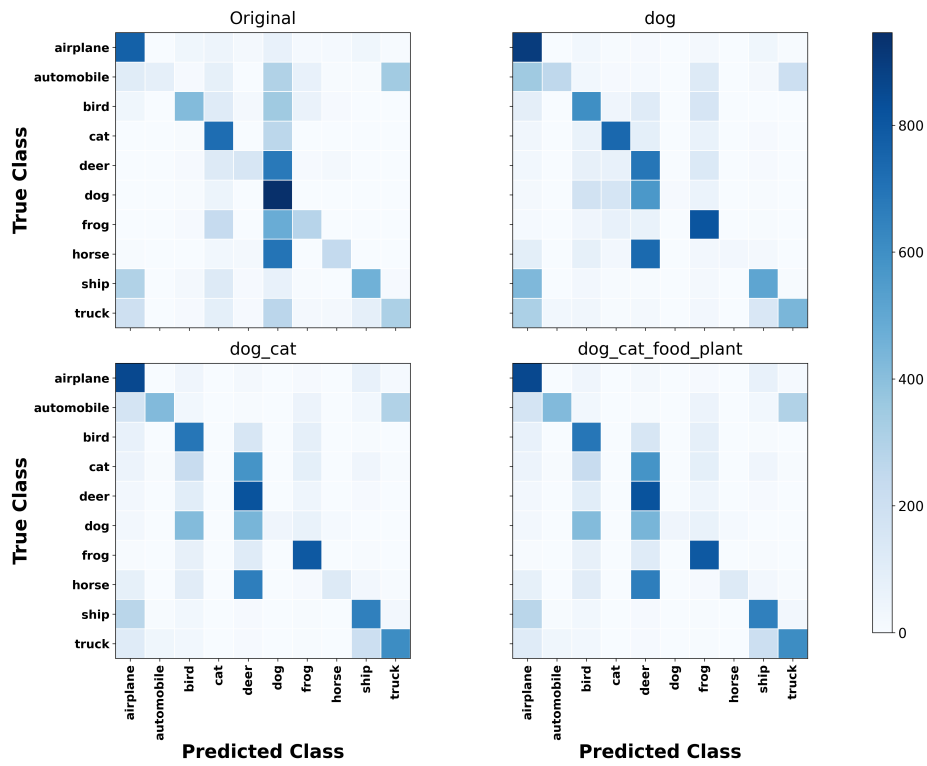 Original
dog
airplane
automobile
bird
cat
deer
dog
frog
horse
ship
truck
True Class
800
600
400
200
0
dog_cat
dog_cat_food_plant
airplane
automobile
bird
cat
deer
dog
frog
horse
ship
truck
True Class
airplane
automobile
bird
cat
deer
dog
frog
horse
ship
truck
Predicted Class
airplane
automobile
bird
cat
deer
dog
frog
horse
ship
truck
Predicted Class